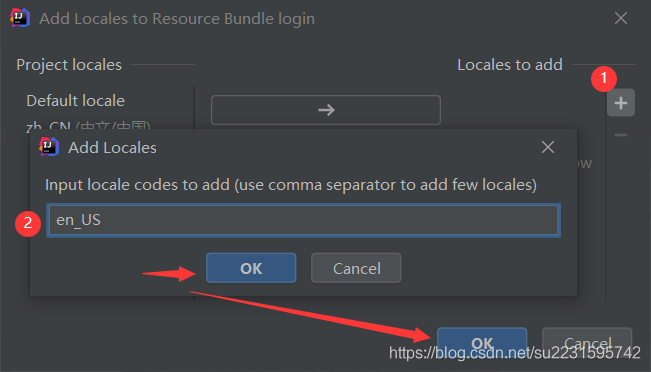 Add Locales to Resource Bundle login
Project locales
Locales to add
1
Default locale
zh_CN (中文/中国)
Add Locales
Input locale codes to add (use comma separator to add few locales)
2
en_US
OK
Cancel
OK
Cancel
https://blog.csdn.net/su2231595742